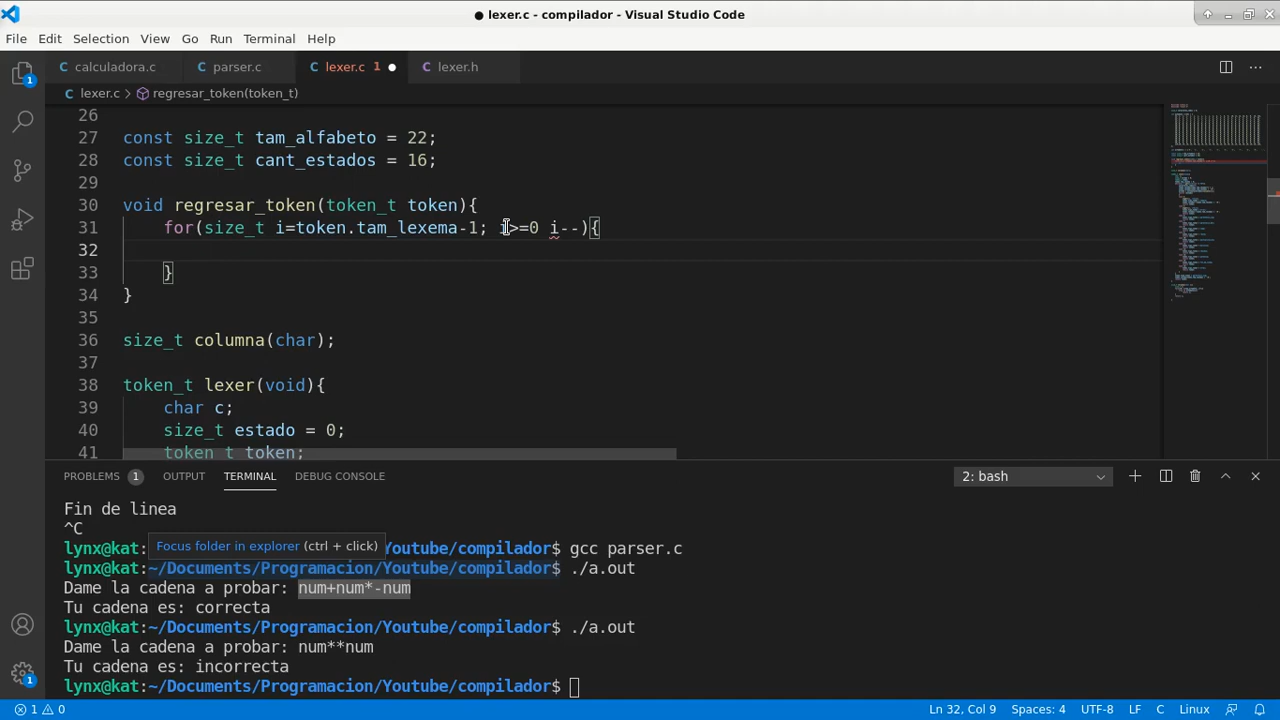 ● lexer.c - compilador - Visual Studio Code
File Edit Selection View Go Run Terminal Help
calculadora.c parser.c lexer.c 1 ● lexer.h
lexer.c > regresar_token(token_t)
26
27 const size_t tam_alfabeto = 22;
28 const size_t cant_estados = 16;
29
30 void regresar_token(token_t token){
31 for(size_t i=token.tam_lexema-1; i>=0 i--){
32
33 }
34 }
35
36 size_t columna(char);
37
38 token_t lexer(void){
39 char c;
40 size_t estado = 0;
41 token_t token;
PROBLEMS 1 OUTPUT TERMINAL DEBUG CONSOLE 2: bash
Fin de linea
^C
Focus folder in explorer (ctrl + click)
lynx@kat: Youtube/compilador$ gcc parser.c
lynx@kat:~/Documents/Programacion/Youtube/compilador$ ./a.out
Dame la cadena a probar: num+num*-num
Tu cadena es: correcta
lynx@kat:~/Documents/Programacion/Youtube/compilador$ ./a.out
Dame la cadena a probar: num**num
Tu cadena es: incorrecta
lynx@kat:~/Documents/Programacion/Youtube/compilador$
1 0 Ln 32, Col 9 Spaces: 4 UTF-8 LF C Linux